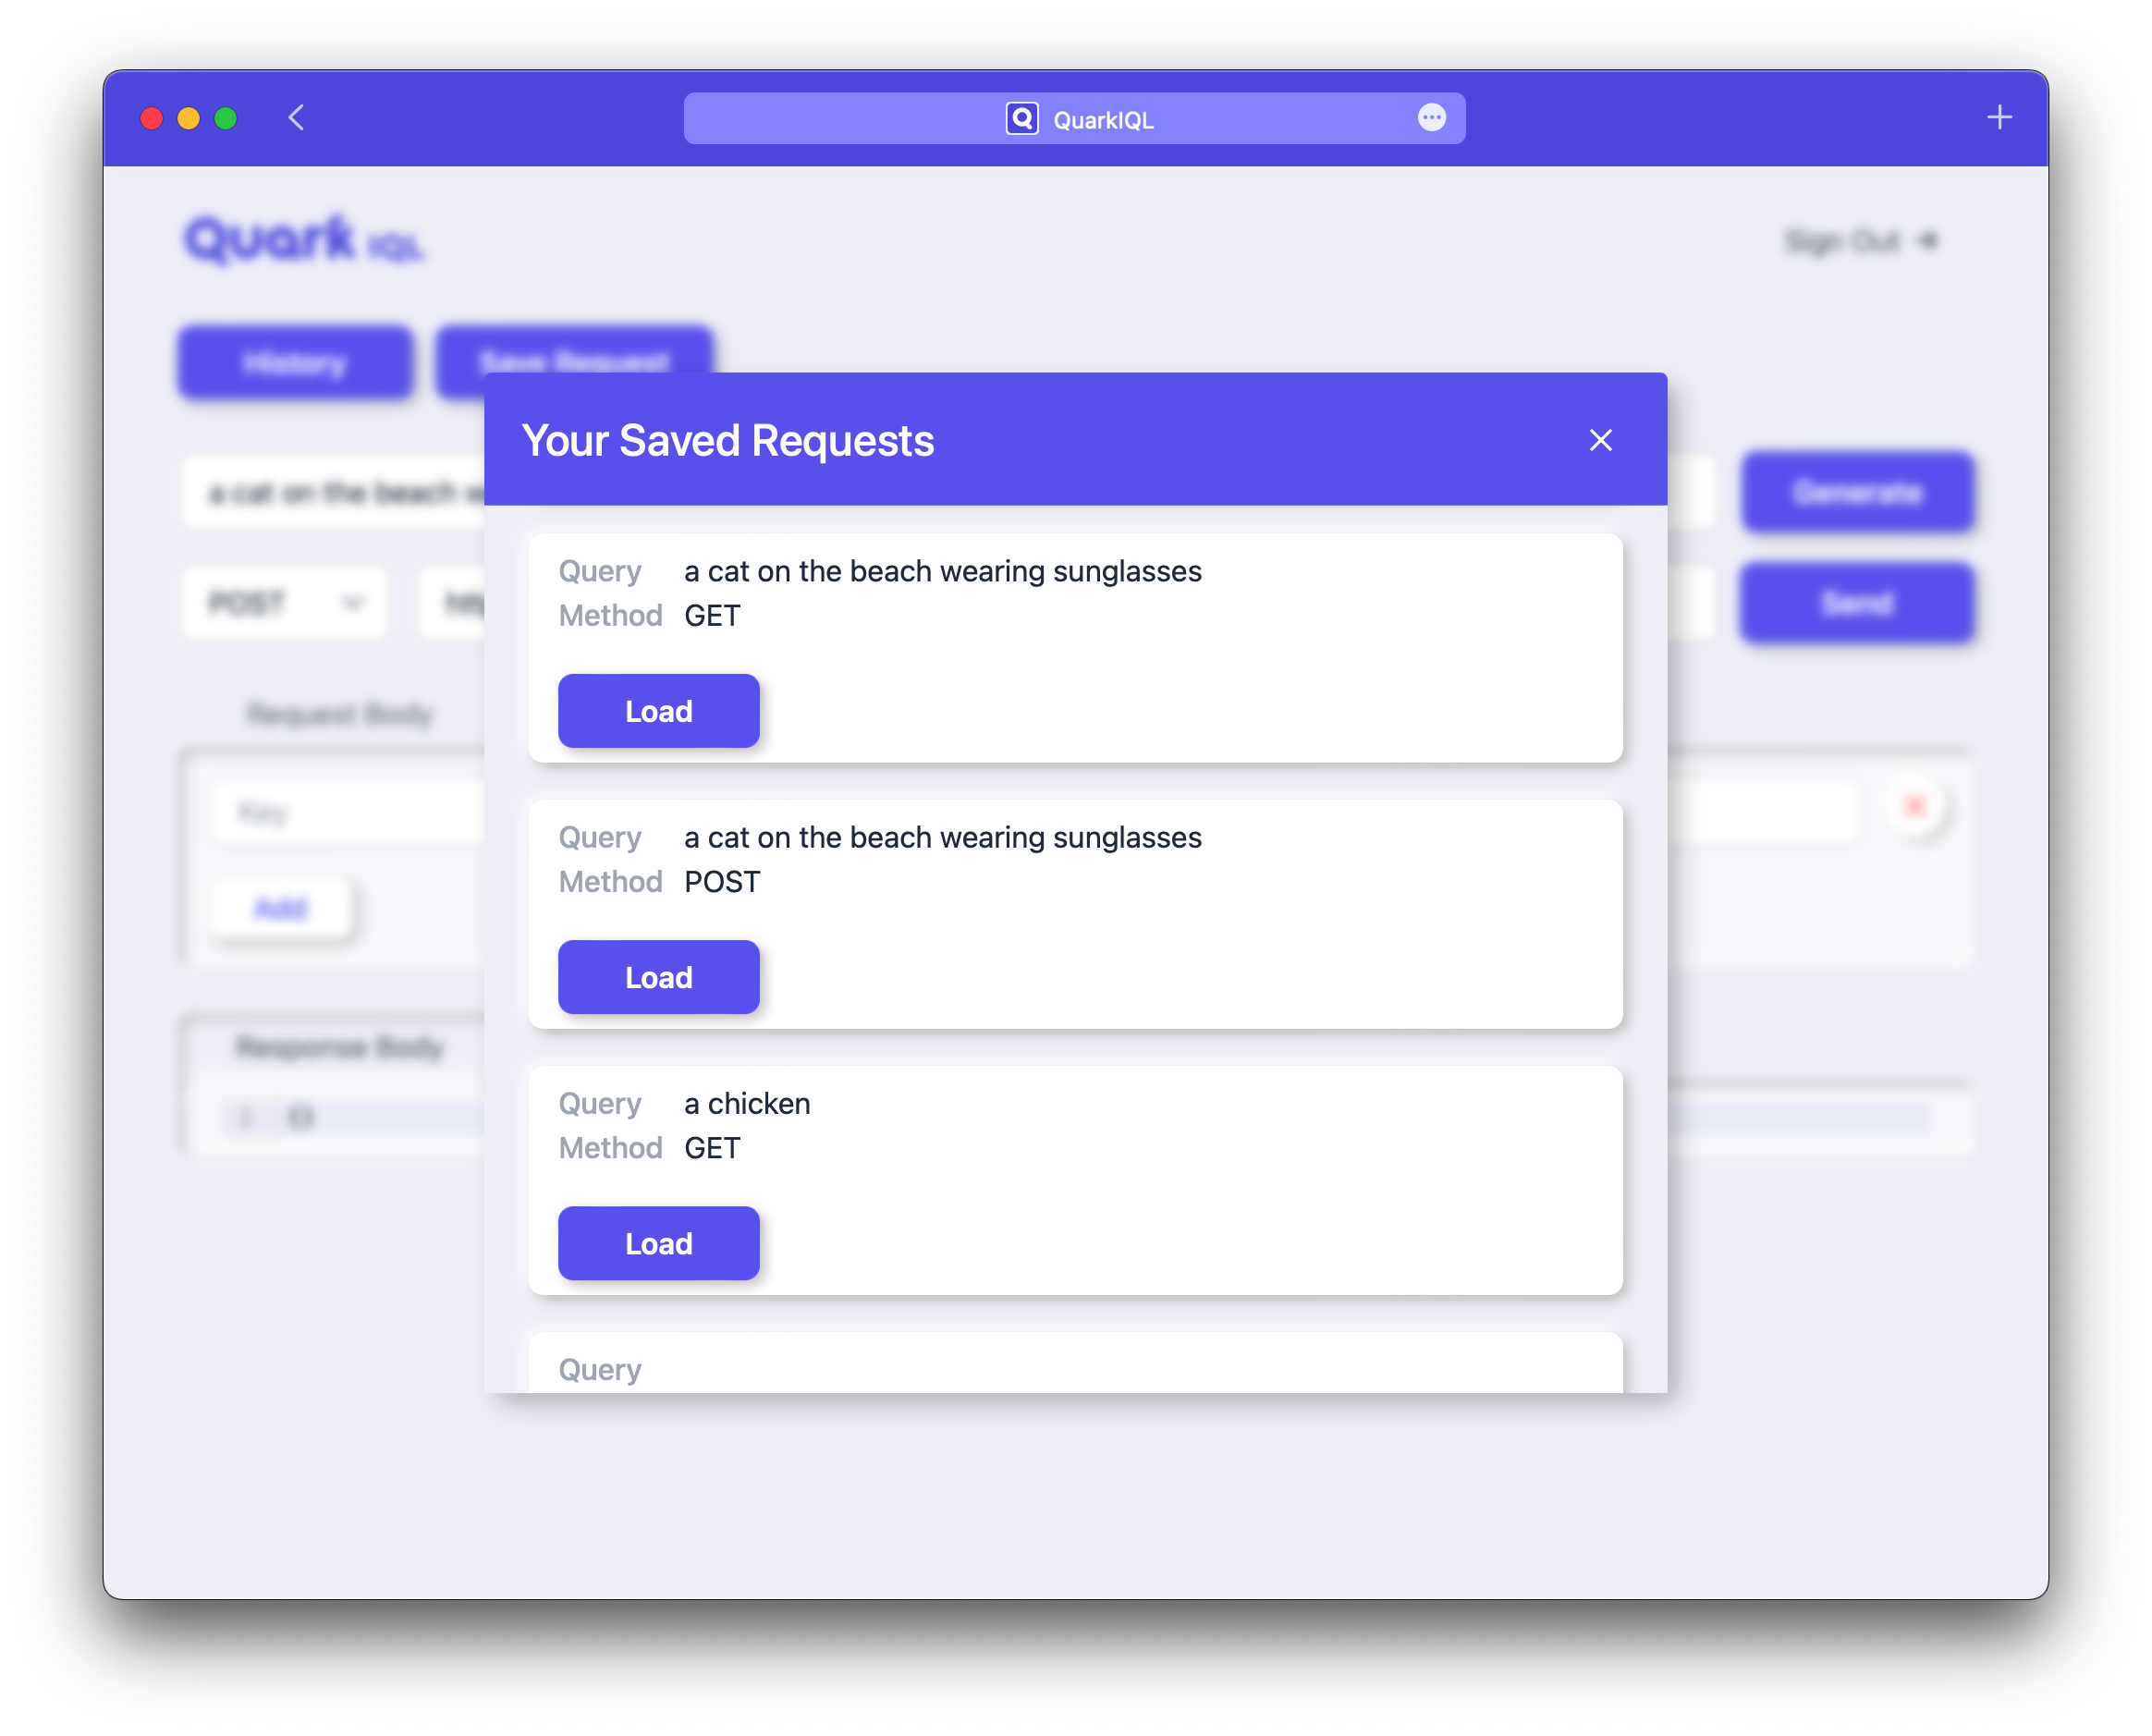 QuarkIQL
Quark IQL
Sign Out →
History
Save Request
Your Saved Requests
a cat on the beach
Generate
POST
Send
Query a cat on the beach wearing sunglasses
Method GET
Load
Request Body
Key
Add
Query a cat on the beach wearing sunglasses
Method POST
Load
Response Body
1 {}
Query a chicken
Method GET
Load
Query